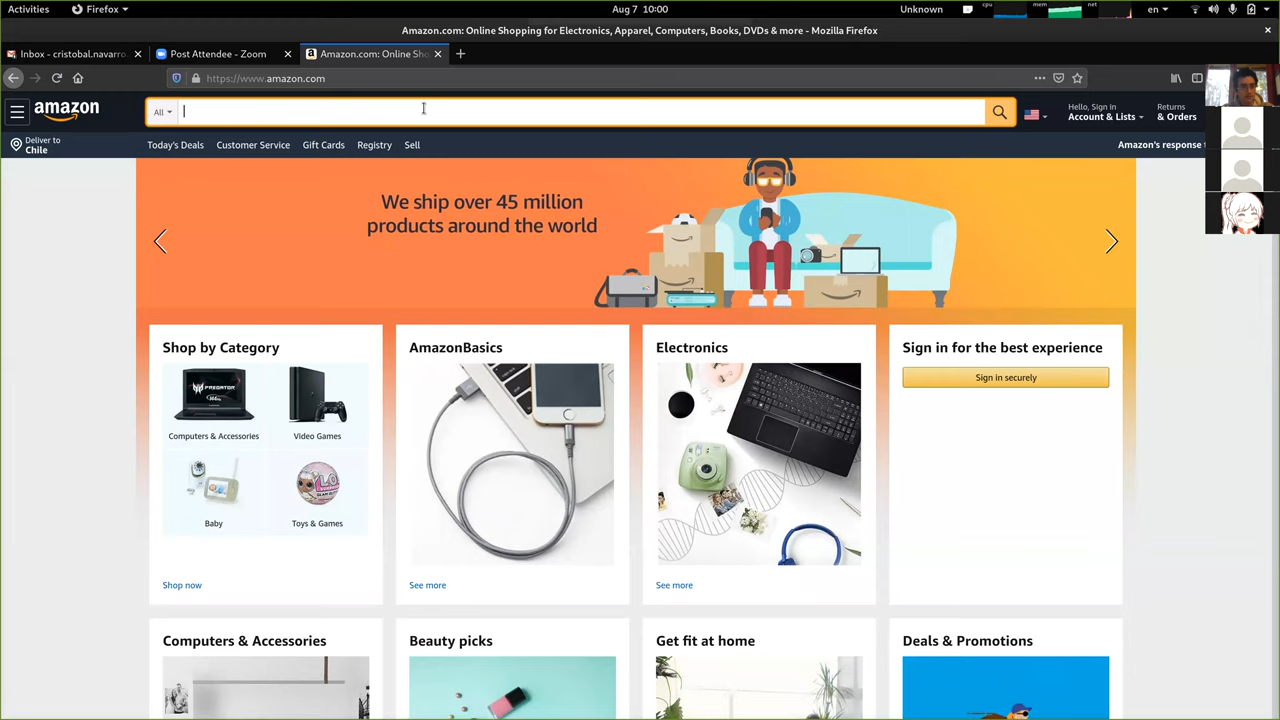 Activities
Firefox
Aug 7 10:00
Unknown
cpu
mem
net
en
Amazon.com: Online Shopping for Electronics, Apparel, Computers, Books, DVDs & more - Mozilla Firefox
Inbox - cristobal.navarro
Post Attendee - Zoom
Amazon.com: Online Sho
https://www.amazon.com
amazon
All
Hello, Sign in
Account & Lists
Returns
& Orders
Deliver to
Chile
Today's Deals
Customer Service
Gift Cards
Registry
Sell
Amazon's response
We ship over 45 million
products around the world
Shop by Category
PREDATOR
Computers & Accessories
Video Games
Baby
Toys & Games
Shop now
AmazonBasics
See more
Electronics
See more
Sign in for the best experience
Sign in securely
Computers & Accessories
Beauty picks
Get fit at home
Deals & Promotions